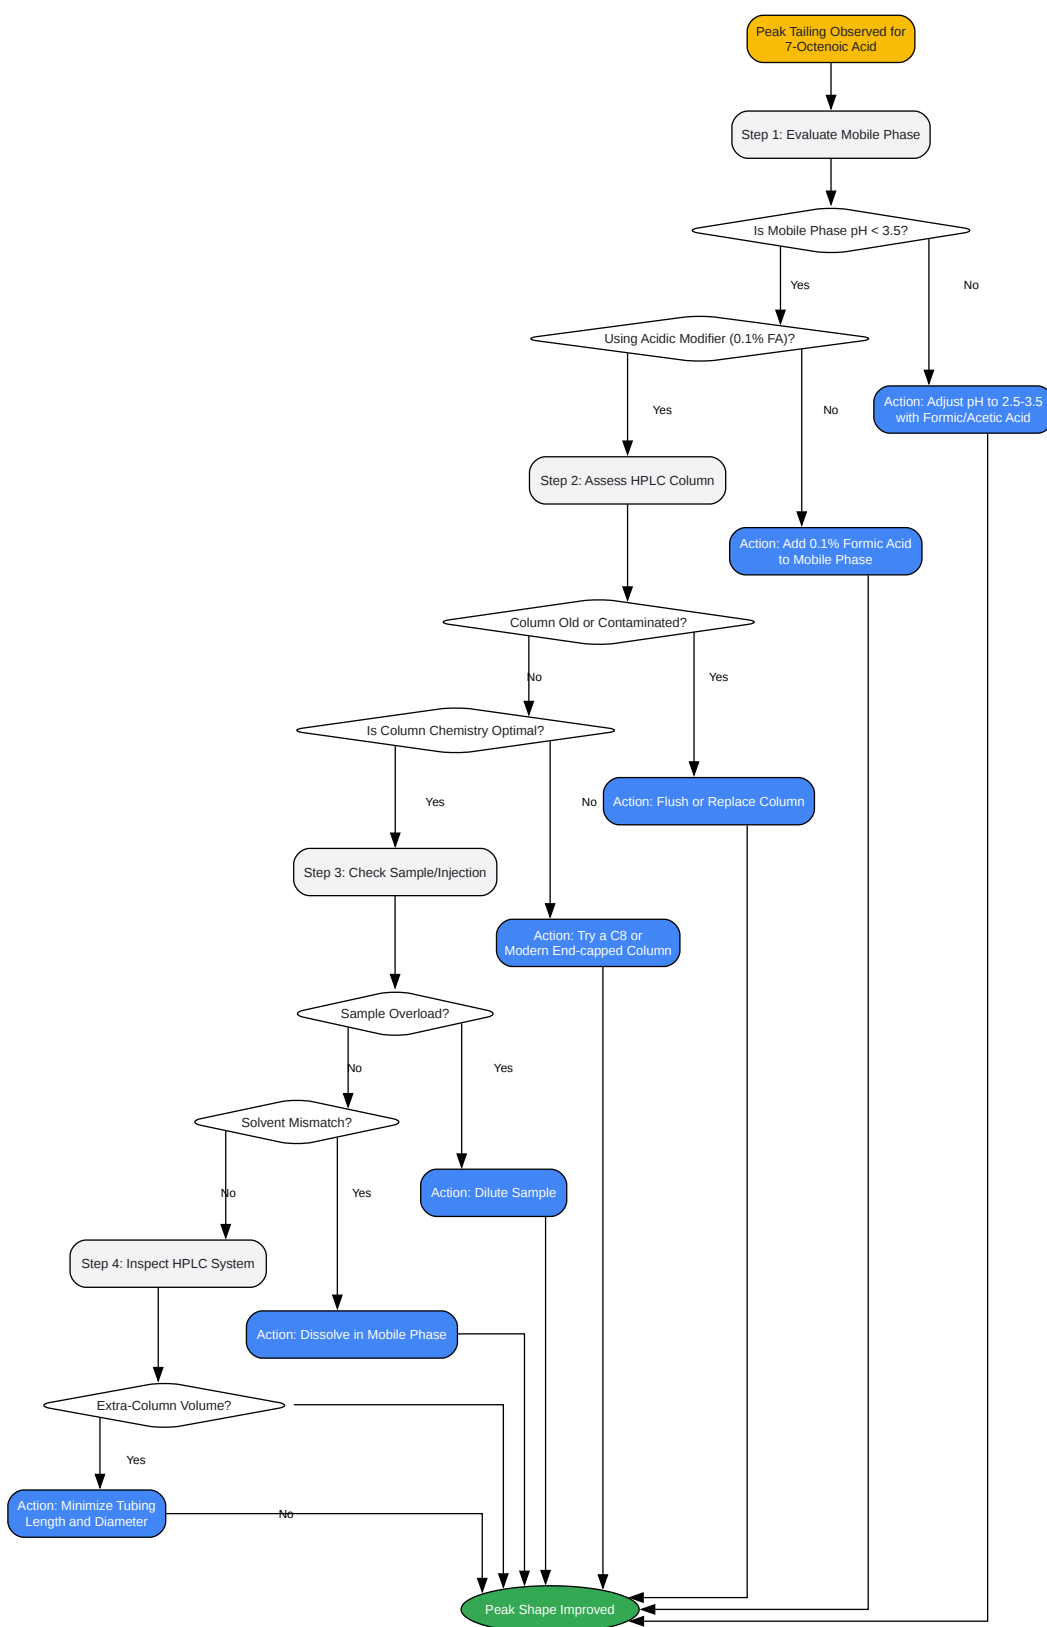 Peak Tailing Observed for
7-Octenoic Acid
Step 1: Evaluate Mobile Phase
Is Mobile Phase pH < 3.5?
Yes
No
Using Acidic Modifier (0.1% FA)?
Action: Adjust pH to 2.5-3.5
with Formic/Acetic Acid
Yes
No
Step 2: Assess HPLC Column
Action: Add 0.1% Formic Acid
to Mobile Phase
Column Old or Contaminated?
No
Yes
Is Column Chemistry Optimal?
Yes
No
Action: Flush or Replace Column
Step 3: Check Sample/Injection
Action: Try a C8 or
Modern End-capped Column
Sample Overload?
No
Yes
Solvent Mismatch?
No
Yes
Action: Dilute Sample
Step 4: Inspect HPLC System
Action: Dissolve in Mobile Phase
Extra-Column Volume?
Yes
Action: Minimize Tubing
Length and Diameter
No
Peak Shape Improved